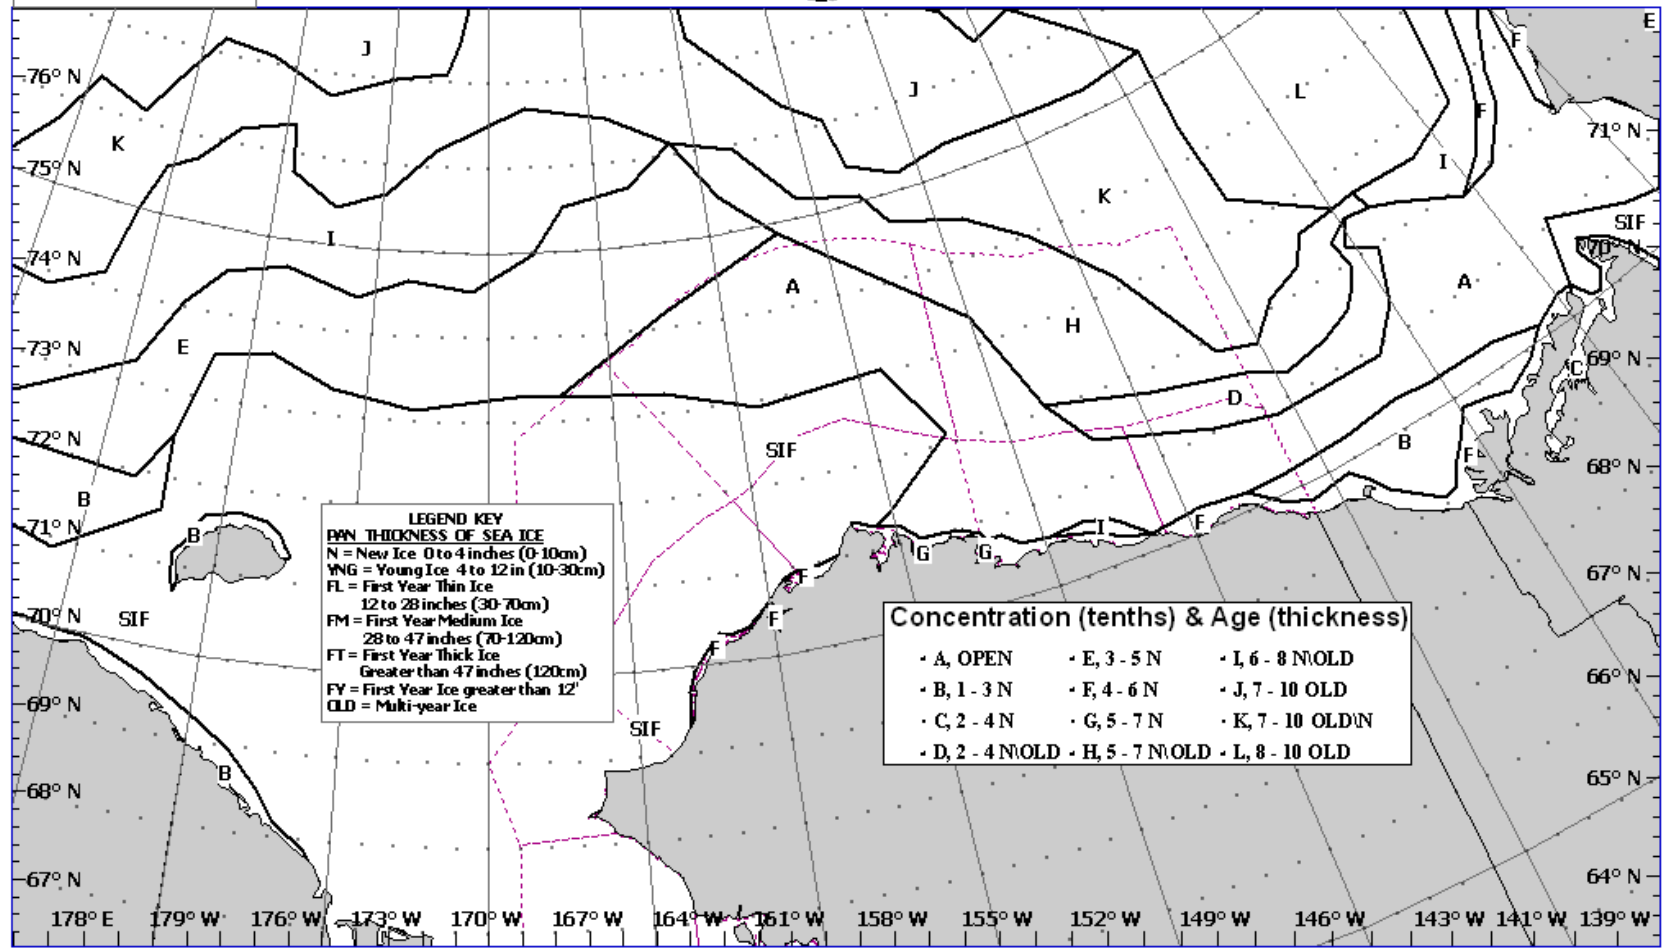 E
J
F
76° N
J
L
F
71° N
K
I
75° N
K
SIF
I
70° N
74° N
A
A
H
73° N
E
69° N
C
D
72° N
B
SIF
F
68° N
B
LEGEND KEY
PAN THICKNESS OF SEA ICE
N = New Ice 0 to 4 inches (0-10cm)
YNG = Young Ice 4 to 12 in (10-30cm)
FL = First Year Thin Ice
12 to 28 inches (30-70cm)
FM = First Year Medium Ice
28 to 47 inches (70-120cm)
FT = First Year Thick Ice
Greater than 47 inches (120cm)
FY = First Year Ice greater than 12'
OLD = Multi-year Ice
71° N
B
I
F
G
G
67° N
F
SIF
70° N
F
F
Concentration (tenths) & Age (thickness)
· A, OPEN · E, 3 - 5 N · I, 6 - 8 N\OLD
· B, 1 - 3 N · F, 4 - 6 N · J, 7 - 10 OLD
· C, 2 - 4 N · G, 5 - 7 N · K, 7 - 10 OLD\N
· D, 2 - 4 N\OLD · H, 5 - 7 N\OLD · L, 8 - 10 OLD
66° N
69° N
SIF
B
65° N
68° N
67° N
64° N
178° E 179° W 176° W 173° W 170° W 167° W 164° W 161° W 158° W 155° W 152° W 149° W 146° W 143° W 141° W 139° W